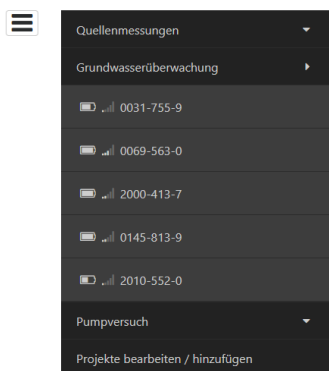 Quellenmessungen
Grundwasserüberwachung
0031-755-9
0069-563-0
2000-413-7
0145-813-9
2010-552-0
Pumpversuch
Projekte bearbeiten / hinzufügen